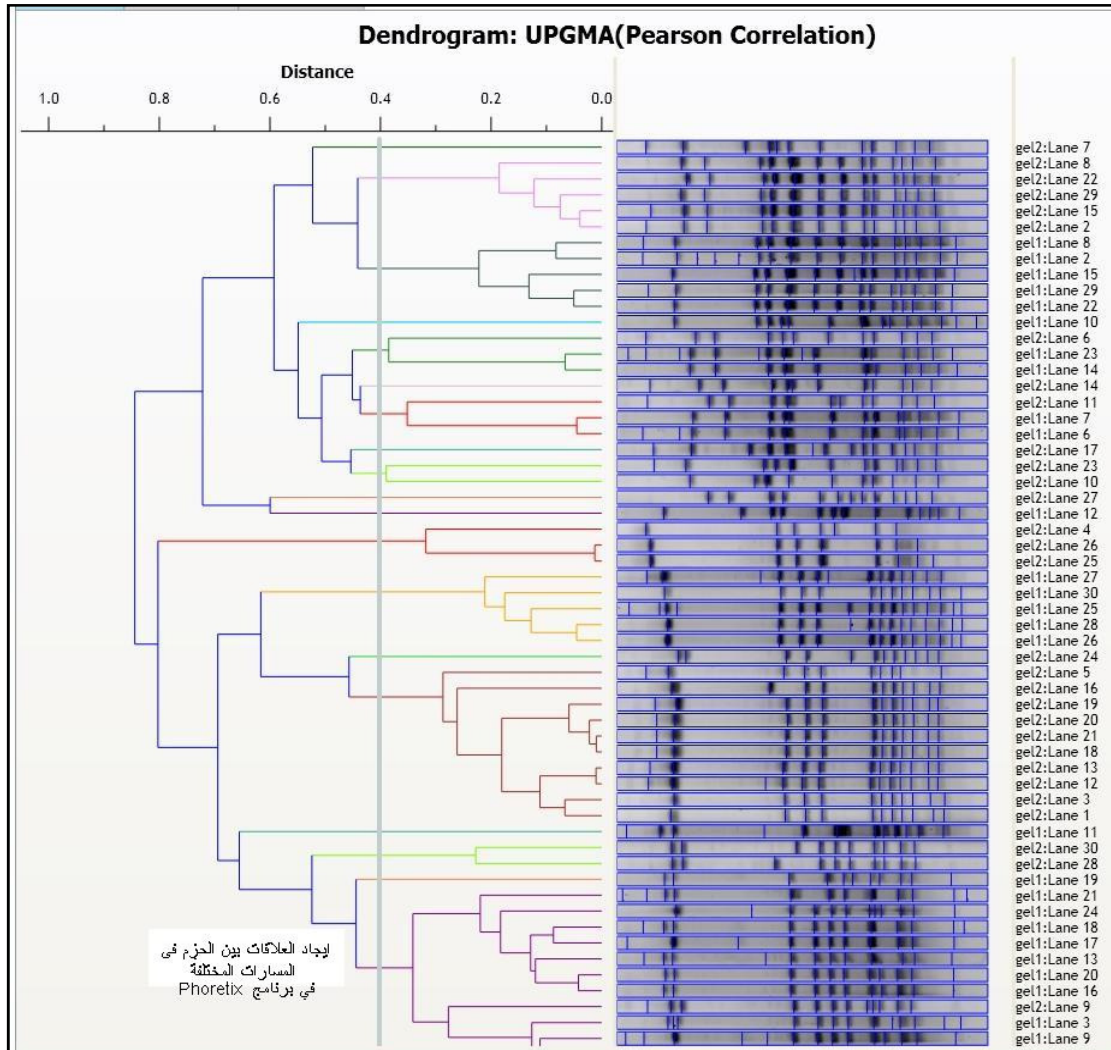 Dendrogram: UPGMA(Pearson Correlation)
Distance
1.0 0.8 0.6 0.4 0.2 0.0
gel2:Lane 7
gel2:Lane 8
gel2:Lane 22
gel2:Lane 29
gel2:Lane 15
gel2:Lane 2
gel1:Lane 8
gel1:Lane 2
gel1:Lane 15
gel1:Lane 29
gel1:Lane 22
gel1:Lane 10
gel2:Lane 6
gel1:Lane 23
gel1:Lane 14
gel2:Lane 14
gel2:Lane 11
gel1:Lane 7
gel1:Lane 6
gel2:Lane 17
gel2:Lane 23
gel2:Lane 10
gel2:Lane 27
gel1:Lane 12
gel2:Lane 4
gel2:Lane 26
gel2:Lane 25
gel1:Lane 27
gel1:Lane 30
gel1:Lane 25
gel1:Lane 28
gel1:Lane 26
gel2:Lane 24
gel2:Lane 5
gel2:Lane 16
gel2:Lane 19
gel2:Lane 20
gel2:Lane 21
gel2:Lane 18
gel2:Lane 13
gel2:Lane 12
gel2:Lane 3
gel2:Lane 1
gel1:Lane 11
gel2:Lane 30
gel2:Lane 28
gel1:Lane 19
gel1:Lane 21
gel1:Lane 24
gel1:Lane 18
gel1:Lane 17
gel1:Lane 13
gel1:Lane 20
gel1:Lane 16
gel2:Lane 9
gel1:Lane 3
gel1:Lane 9
ايجاد العلاقات بين الحزم فى
المسارات المختلفة
في برنامج Phoretix